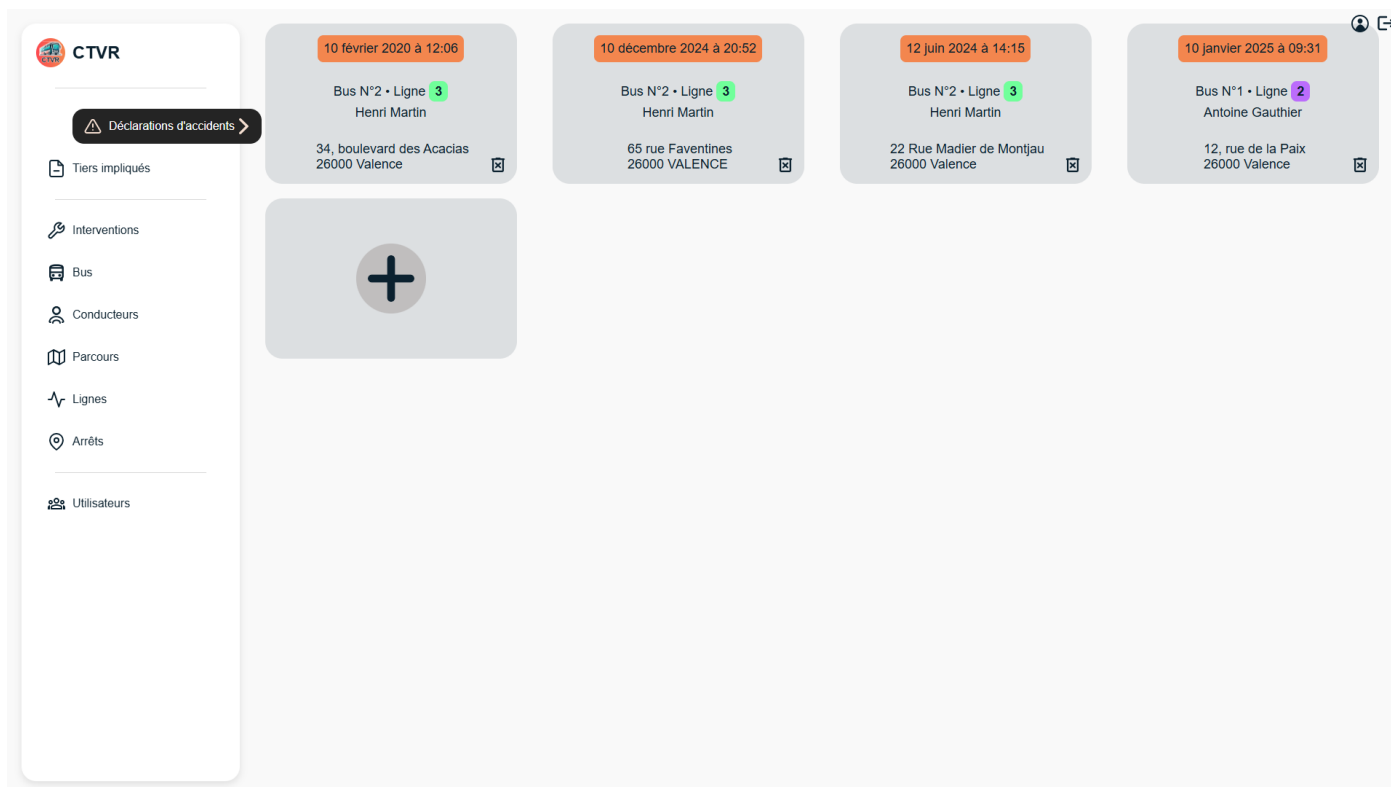 CTVR
CTVR
Déclarations d'accidents
Tiers impliqués
Interventions
Bus
Conducteurs
Parcours
Lignes
Arrêts
Utilisateurs
10 février 2020 à 12:06
Bus N°2 • Ligne 3
Henri Martin
34, boulevard des Acacias
26000 Valence
10 décembre 2024 à 20:52
Bus N°2 • Ligne 3
Henri Martin
65 rue Faventines
26000 VALENCE
12 juin 2024 à 14:15
Bus N°2 • Ligne 3
Henri Martin
22 Rue Madier de Montjau
26000 Valence
10 janvier 2025 à 09:31
Bus N°1 • Ligne 2
Antoine Gauthier
12, rue de la Paix
26000 Valence